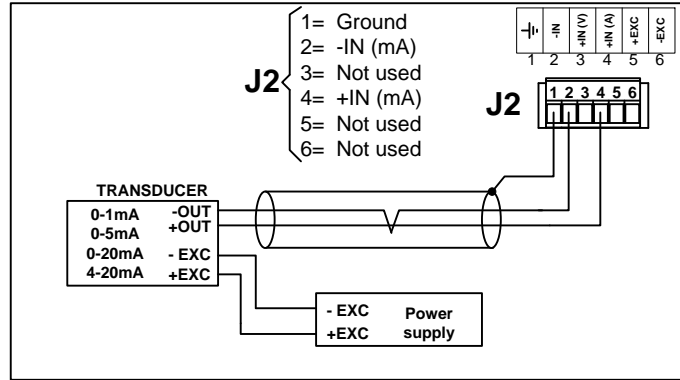 J2
1= Ground
2= -IN (mA)
3= Not used
4= +IN (mA)
5= Not used
6= Not used
-IN
+IN (V)
+IN (A)
+EXC
-EXC
1 2 3 4 5 6
J2
1 2 3 4 5 6
TRANSDUCER
0-1mA -OUT
0-5mA +OUT
0-20mA - EXC
4-20mA +EXC
- EXC Power
+EXC supply